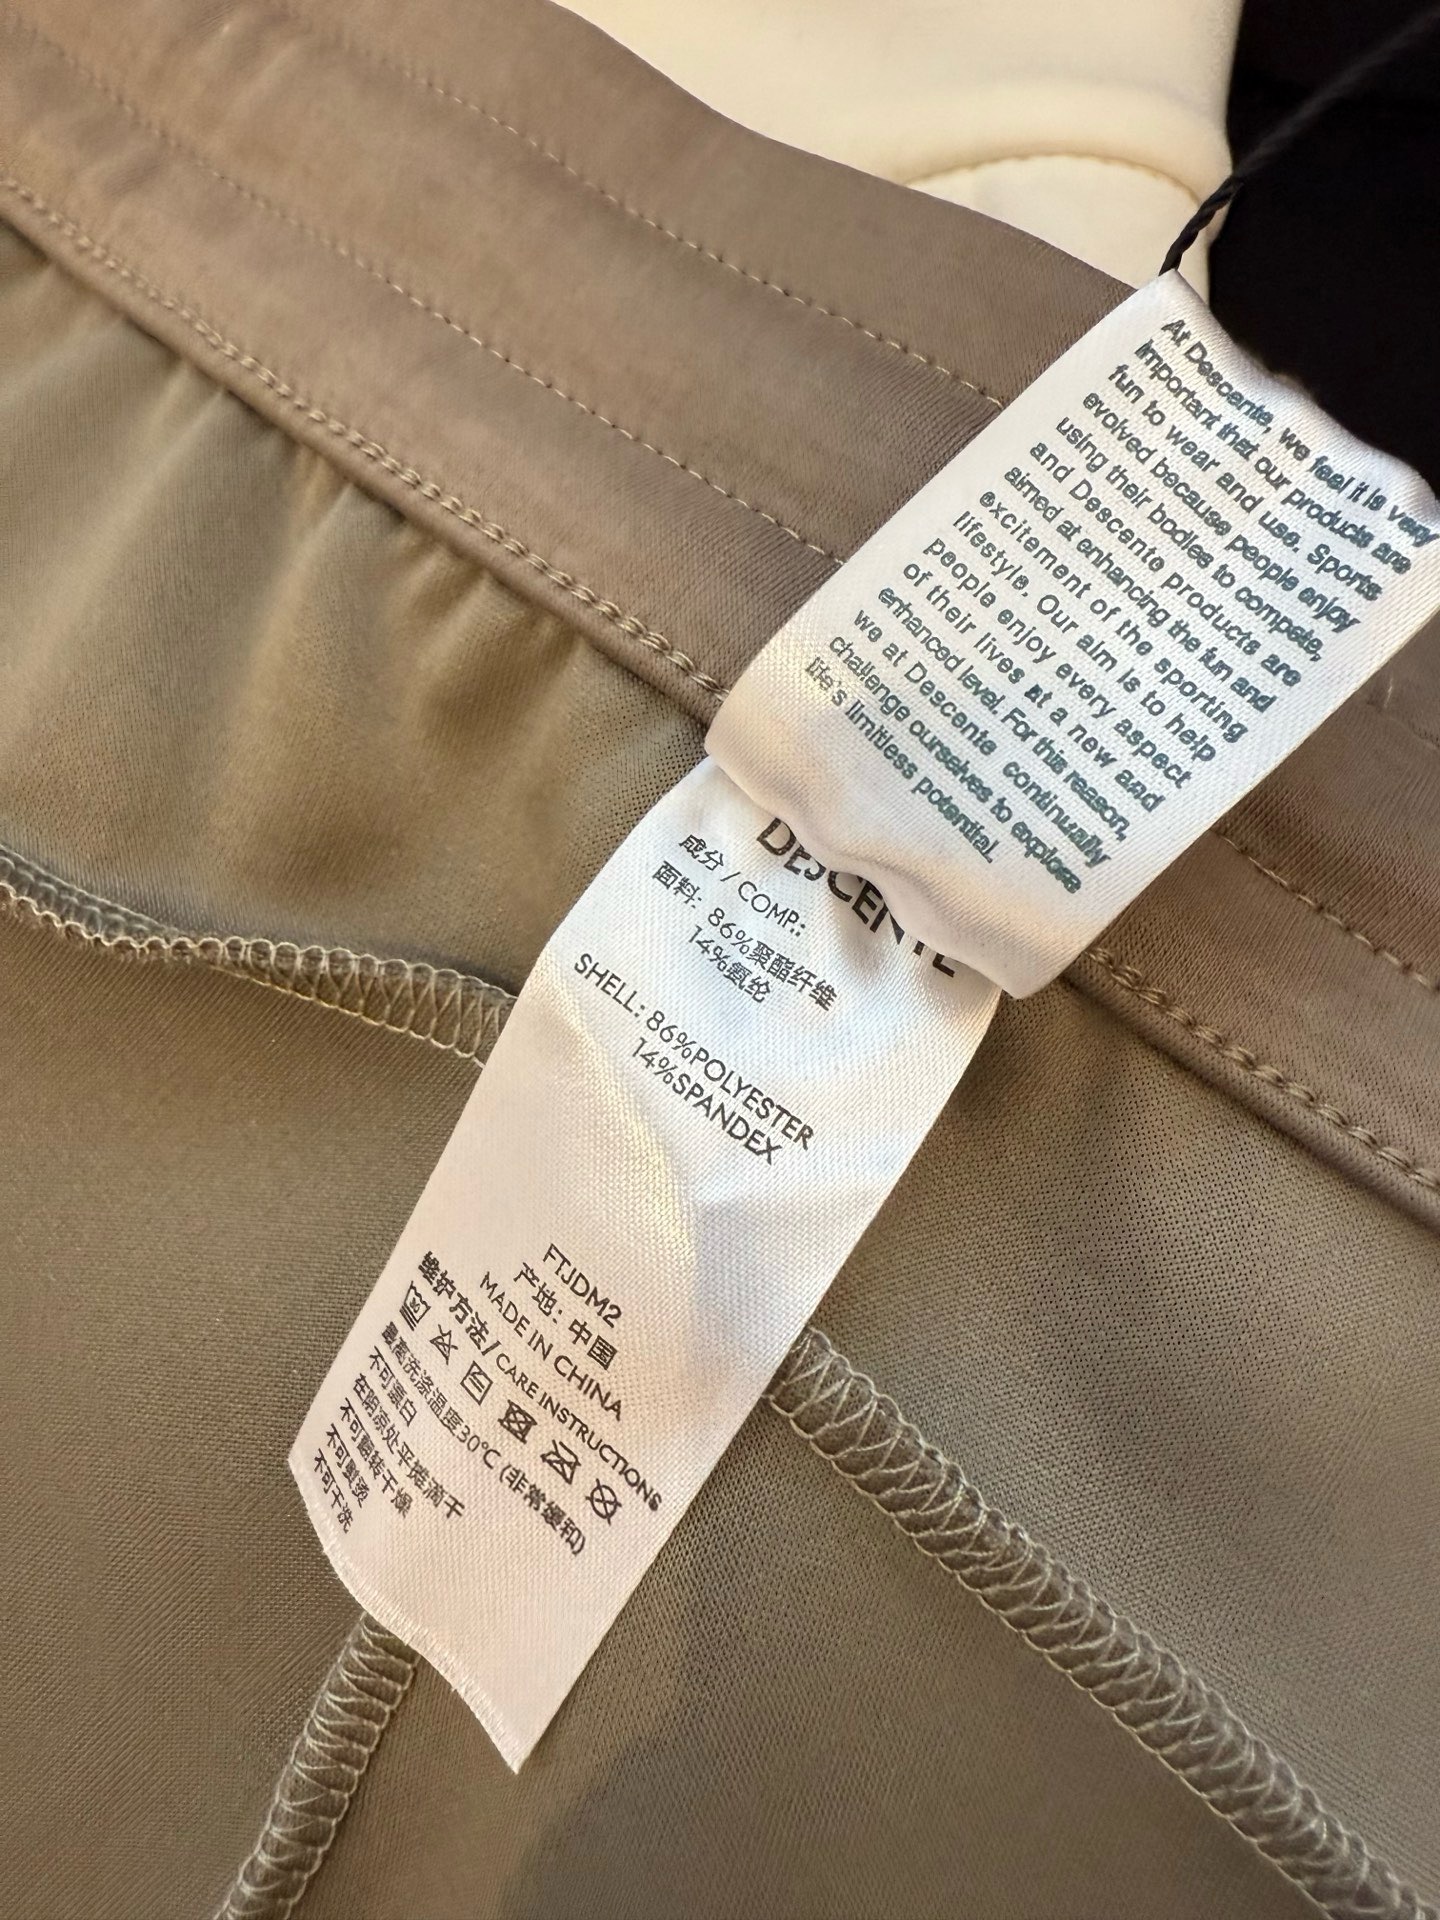 At Descente, we feel it is very
important that our products are
fun to wear and use. Sports
evolved because people enjoy
using their bodies to compete,
and Descente products are
aimed at enhancing the fun and
excitement of the sporting
lifestyle. Our aim is to help
people enjoy every aspect
of their lives at a new and
enhanced level. For this reason,
we at Descente continually
challenge ourselves to explore
life's limitless potential.
DESCENTE
成分 / COMP.:
面料: 86%聚酯纤维
14%氨纶
SHELL: 86%POLYESTER
14%SPANDEX
FTJDM2
产地: 中国
MADE IN CHINA
维护方法/CARE INSTRUCTIONS
最高洗涤温度30℃ (非常缓和)
不可漂白
在阴凉处平摊滴干
不可翻转干燥
不可熨烫
不可干洗